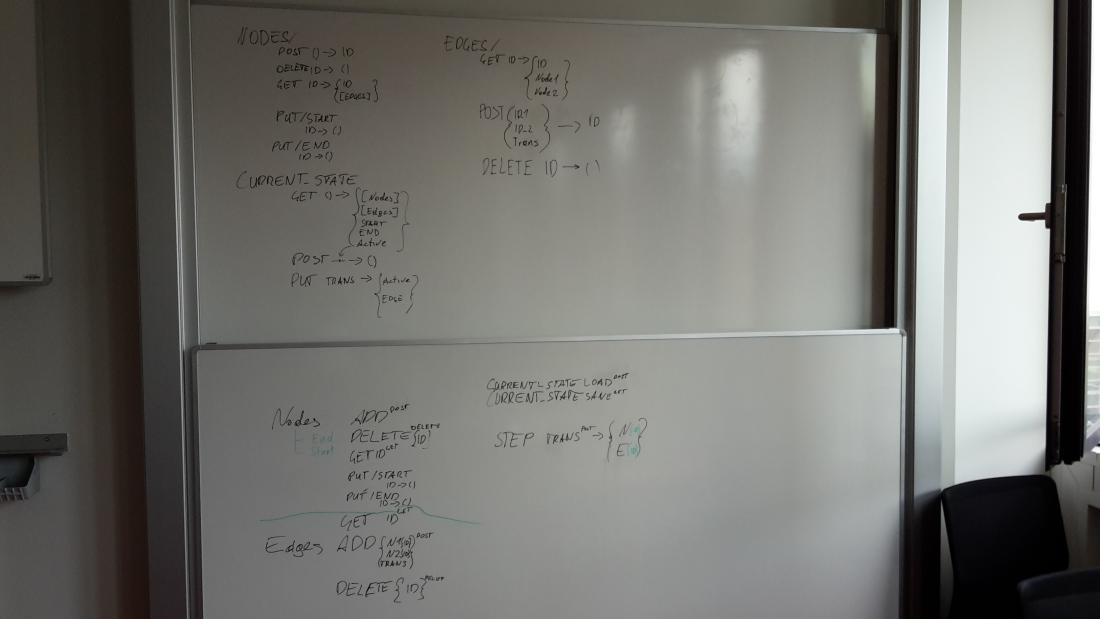 NODES/
POST () → ID
DELETE ID → ()
GET ID → { ID
[EDGES] }
PUT/START
ID → ()
PUT/END
ID → ()
CURRENT_STATE
GET () → { [Nodes]
[Edges]
START
END
Active }
POST → ()
PUT TRANS → { Active
EDGE }
EDGES/
GET ID → { ID
Node1
Node2 }
POST { ID1
ID_2
Trans } → ID
DELETE ID → ()
CURRENT_STATE LOAD POST
CURRENT_STATE SAVE GET
STEP TRANS PUT → { N(ID)
E(ID) }
Nodes ADD POST
End
Start
DELETE {ID} DELETE
GET ID GET
PUT/START
ID → ()
PUT/END
ID → ()
GET ID GET
Edges ADD { N1(ID)
N2(ID)
TRANS } POST
DELETE {ID} DELETE